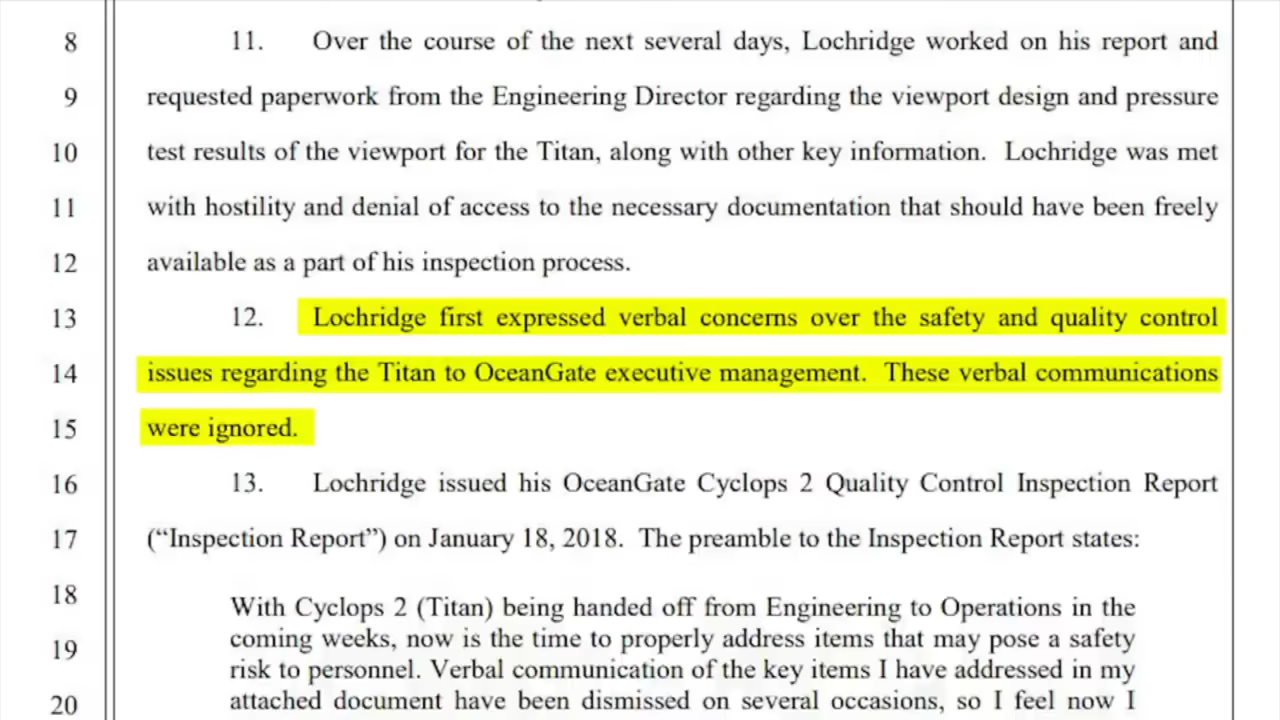 8 11. Over the course of the next several days, Lochridge worked on his report and
9 requested paperwork from the Engineering Director regarding the viewport design and pressure
10 test results of the viewport for the Titan, along with other key information. Lochridge was met
11 with hostility and denial of access to the necessary documentation that should have been freely
12 available as a part of his inspection process.
13 12. Lochridge first expressed verbal concerns over the safety and quality control
14 issues regarding the Titan to OceanGate executive management. These verbal communications
15 were ignored.
16 13. Lochridge issued his OceanGate Cyclops 2 Quality Control Inspection Report
17 (“Inspection Report”) on January 18, 2018. The preamble to the Inspection Report states:
18 With Cyclops 2 (Titan) being handed off from Engineering to Operations in the
coming weeks, now is the time to properly address items that may pose a safety
19
risk to personnel. Verbal communication of the key items I have addressed in my
20 attached document have been dismissed on several occasions, so I feel now I